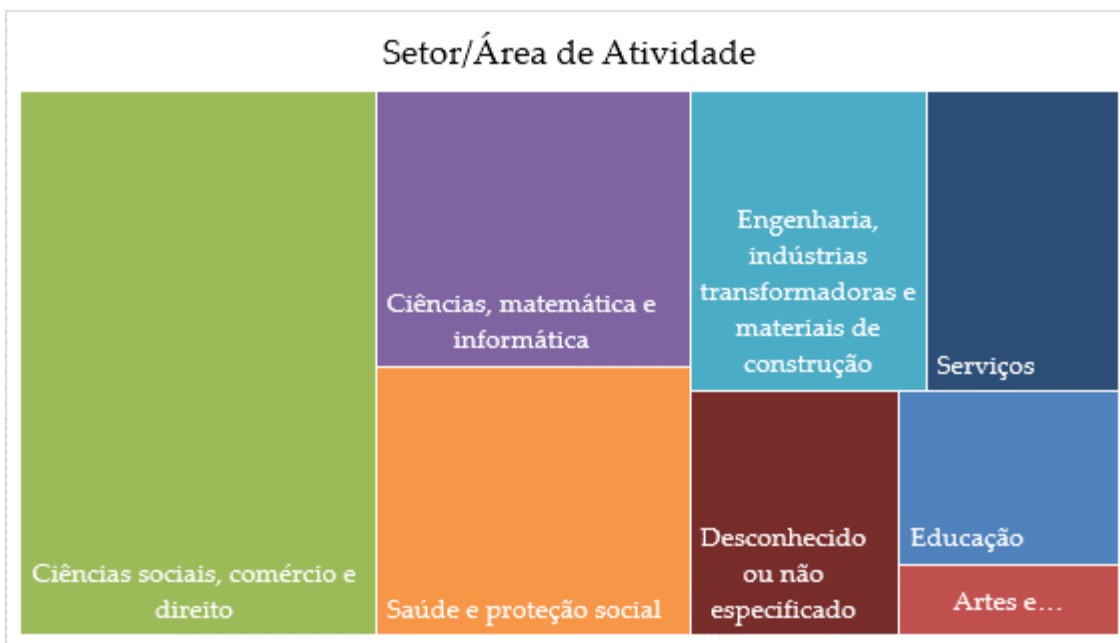 Setor/Área de Atividade
Ciências sociais, comércio e
direito
Ciências, matemática e
informática
Saúde e proteção social
Engenharia,
indústrias
transformadoras e
materiais de
construção
Serviços
Desconhecido
ou não
especificado
Educação
Artes e...